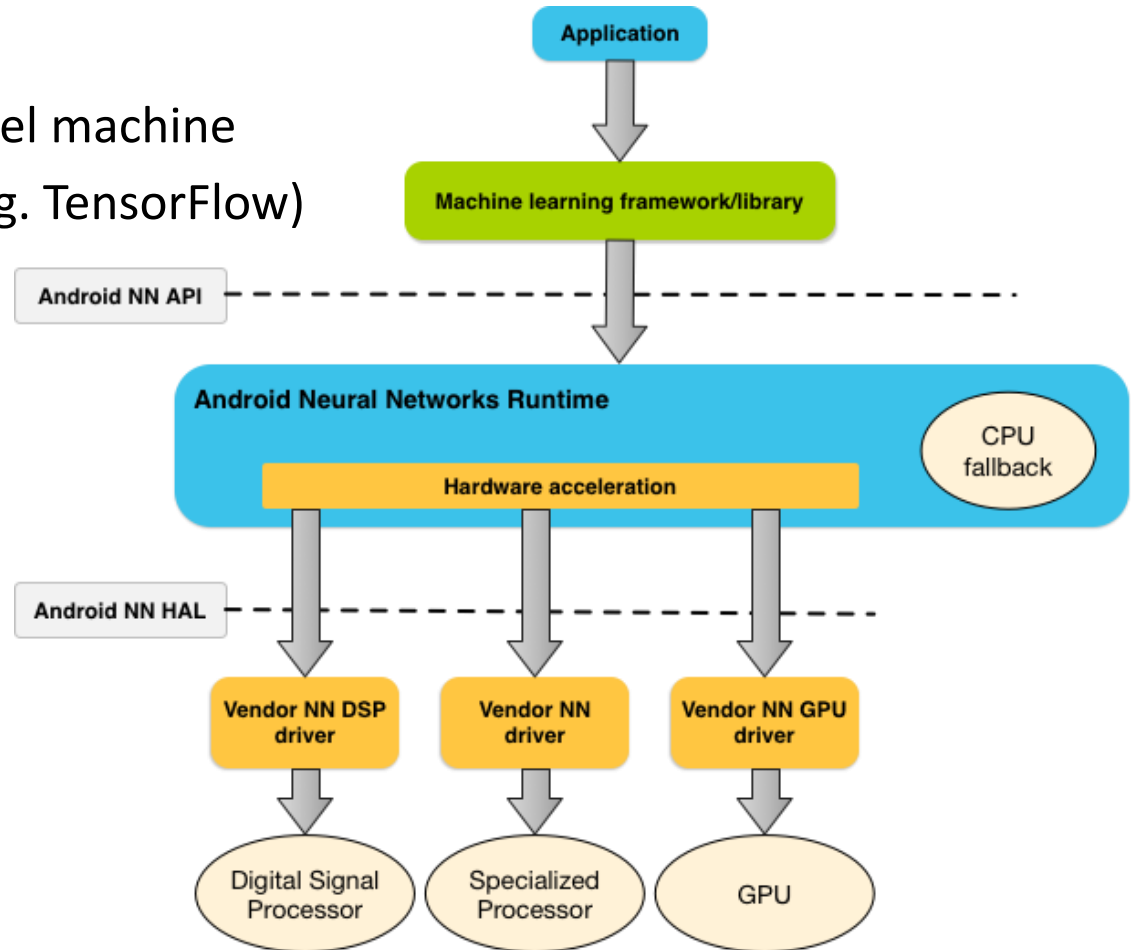 Application
el machine
g. TensorFlow)
Machine learning framework/library
Android NN API
Android Neural Networks Runtime
CPU
fallback
Hardware acceleration
Android NN HAL
Vendor NN DSP
driver
Vendor NN
driver
Vendor NN GPU
driver
Digital Signal
Processor
Specialized
Processor
GPU